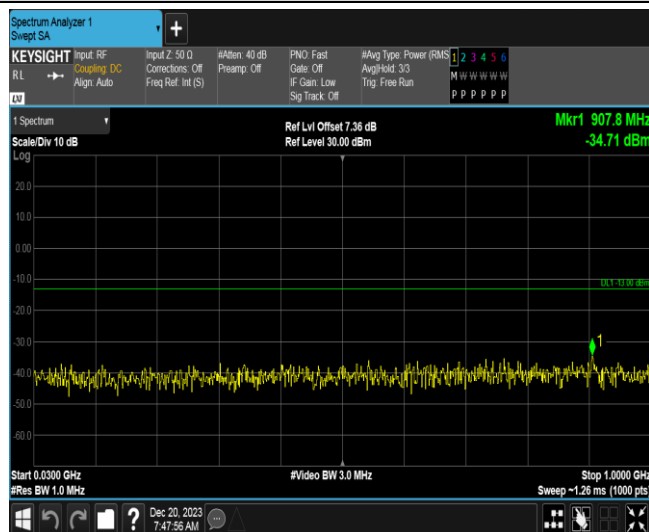 Spectrum Analyzer 1
Swept SA
KEYSIGHT
RL
LXI
Input: RF
Coupling: DC
Align: Auto
Input Z: 50 Ω
Corrections: Off
Freq Ref: Int (S)
#Atten: 40 dB
Preamp: Off
PNO: Fast
Gate: Off
IF Gain: Low
Sig Track: Off
#Avg Type: Power (RMS
Avg|Hold: 3/3
Trig: Free Run
1 2 3 4 5 6
M W W W W W
P P P P P P
1 Spectrum
Scale/Div 10 dB
Log
Ref Lvl Offset 7.36 dB
Ref Level 30.00 dBm
Mkr1 907.8 MHz
-34.71 dBm
20.0
10.0
0.00
-10.0
DL1 -13.00 dBm
-20.0
-30.0
1
-40.0
-50.0
-60.0
Start 0.0300 GHz
#Res BW 1.0 MHz
#Video BW 3.0 MHz
Stop 1.0000 GHz
Sweep ~1.26 ms (1000 pts)
?
Dec 20, 2023
7:47:56 AM